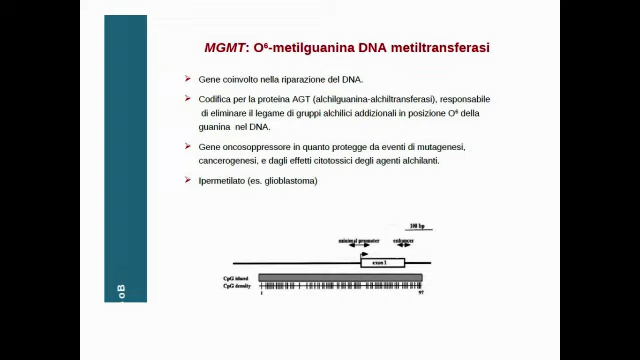 MGMT: O⁶-metilguanina DNA metiltransferasi
Gene coinvolto nella riparazione del DNA.
Codifica per la proteina AGT (alchilguanina-alchiltransferasi), responsabile
di eliminare il legame di gruppi alchilici addizionali in posizione O⁶ della
guanina nel DNA.
Gene oncosoppressore in quanto protegge da eventi di mutagenesi,
cancerogenesi, e dagli effetti citotossici degli agenti alchilanti.
Ipermetilato (es. glioblastoma)
100 bp
minimal promoter enhancer
exon 1
CpG island
CpG density
1 97
oB